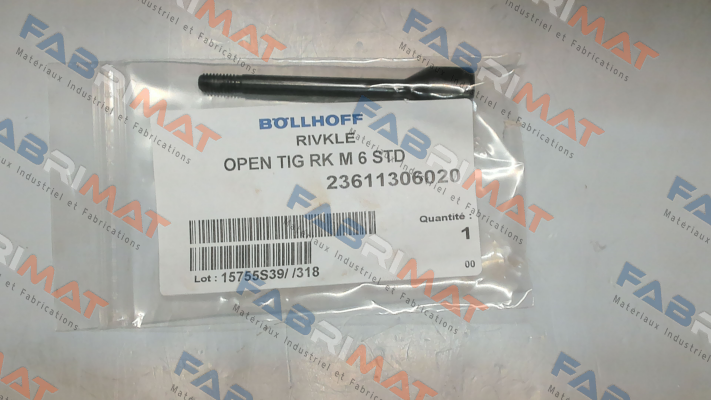 BÖLLHOFF
RIVKLE
OPEN TIG RK M 6 STD
23611306020
Quantité :
1
Lot : 15755S39/ /318
00
FABRIMAT
Materiaux Industriel et Fabrications